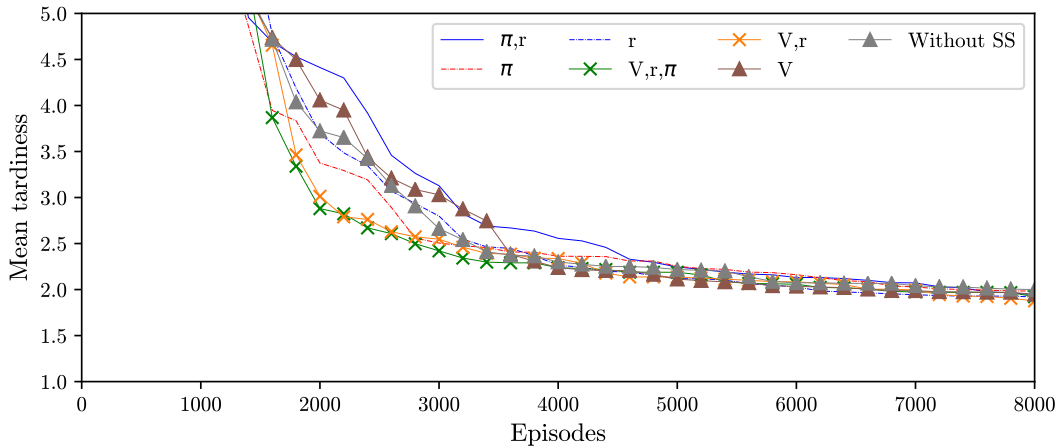 5.0
4.5
4.0
3.5
3.0
2.5
2.0
1.5
1.0
Mean tardiness
π,r
r
V,r
Without SS
π
V,r,π
V
0
1000
2000
3000
4000
5000
6000
7000
8000
Episodes